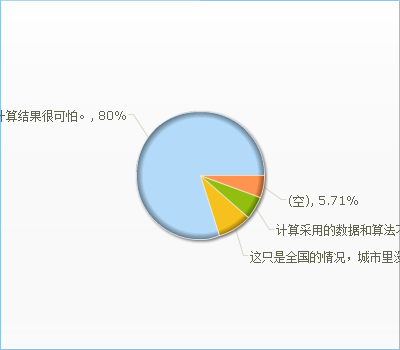 计算结果很可怕。, 80%
(空), 5.71%
计算采用的数据和算法
这只是全国的情况，城市里